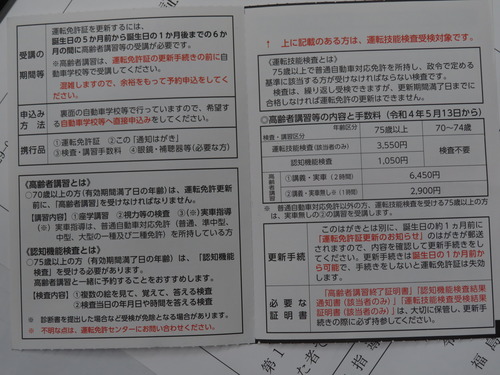 受講の期間等
運転免許証を更新するには、
誕生日の5か月前から誕生日の1か月後までの6か
月の間に高齢者講習等の受講が必要です。
※高齢者講習は、運転免許証の更新手続きの前に自
動車学校等で受講してください。
混雑しますので、余裕をもって予約申込をしてくだ
さい。
申込み方法
裏面の自動車学校等で行っていますので、希望す
る自動車学校等へ直接申込みをしてください。
携行品
①運転免許証 ②この「通知はがき」
③検査・講習手数料 ④眼鏡・補聴器等(必要な方)
《高齢者講習とは》
○70歳以上の方(有効期間満了日の年齢)は、運転免許更新
前に、「高齢者講習」を受けなければなりません。
【講習内容】①座学講習 ②視力等の検査 ③(※)実車指導
(※)実車指導は、普通自動車対応免許(普通、準中型、
中型、大型の一種及び二種免許)を所持している方
《認知機能検査とは》
○75歳以上の方(有効期間満了日の年齢)は、「認知機能
検査」を受ける必要があります。
高齢者講習と一緒に予約することをおすすめします。
【検査内容】①複数の絵を見て、覚えて、答える検査
②検査当日の年月日や時間を答える検査
※ 診断書を提出した場合など受検が免除となる場合があります。
※ 不明な点は、運転免許センターにお問い合わせください。
↑ 上に記載のある方は、運転技能検査受検対象です。
《運転技能検査とは》
75歳以上で普通自動車対応免許を所持し、政令で定める
基準に該当する方が受けなければならない検査です。
検査は、繰り返し受検できますが、更新期間満了日までに
合格しなければ運転免許の更新はできません。
○高齢者講習等の内容と手数料(令和4年5月13日から)
年齢区分 75歳以上 70～74歳
検査・講習区分
運転技能検査(該当者のみ) 3,550円 検査不要
認知機能検査 1,050円
高齢者講習
①講義・実車(2時間) 6,450円
②講義・実車無し※(1時間) 2,900円
※普通自動車対応免許以外の方、運転技能検査を受検する75歳以上の方は、
実車無しの②の講習を受講します。
更新手続
このはがきとは別に、誕生日の約1ヵ月前に
「運転免許証更新のお知らせ」のはがきが郵送
されますので、内容を確認して更新手続きをし
てください。更新手続きは誕生日の1か月前か
ら可能で、手続きをしないと運転免許証は失効
します。
必要な証明書
「高齢者講習終了証明書」「認知機能検査結果
通知書(該当者のみ)」「運転技能検査受検結果
証明書(該当者のみ)」は、大切に保管し、更新手
続きの際に必ず持参してください。